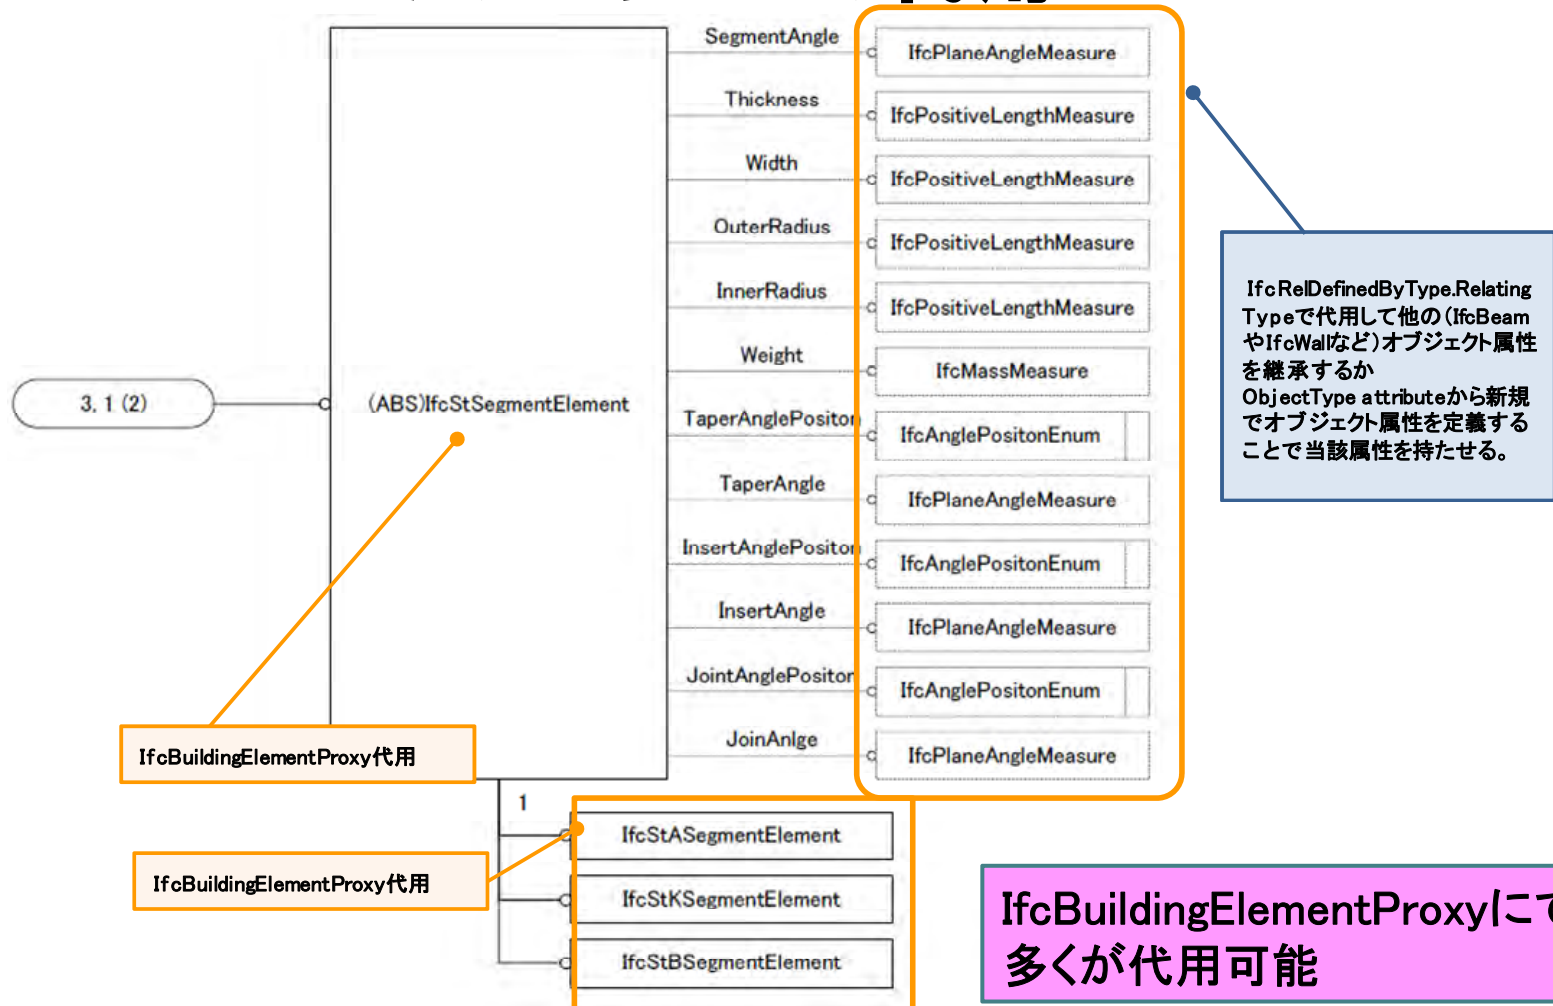 SegmentAngle
IfcPlaneAngleMeasure
Thickness
IfcPositiveLengthMeasure
Width
IfcPositiveLengthMeasure
OuterRadius
IfcPositiveLengthMeasure
InnerRadius
IfcPositiveLengthMeasure
Weight
IfcMassMeasure
TaperAnglePositon
IfcAnglePositonEnum
TaperAngle
IfcPlaneAngleMeasure
InsertAnglePositon
IfcAnglePositonEnum
InsertAngle
IfcPlaneAngleMeasure
JointAnglePositon
IfcAnglePositonEnum
JoinAnlge
IfcPlaneAngleMeasure
3. 1 (2)
(ABS)IfcStSegmentElement
IfcRelDefinedByType.Relating
Typeで代用して他の(IfcBeam
やIfcWallなど)オブジェクト属性
を継承するか
ObjectType attributeから新規
でオブジェクト属性を定義する
ことで当該属性を持たせる。
IfcBuildingElementProxy代用
1
IfcStASegmentElement
IfcBuildingElementProxy代用
IfcStKSegmentElement
IfcStBSegmentElement
IfcBuildingElementProxyにて
多くが代用可能